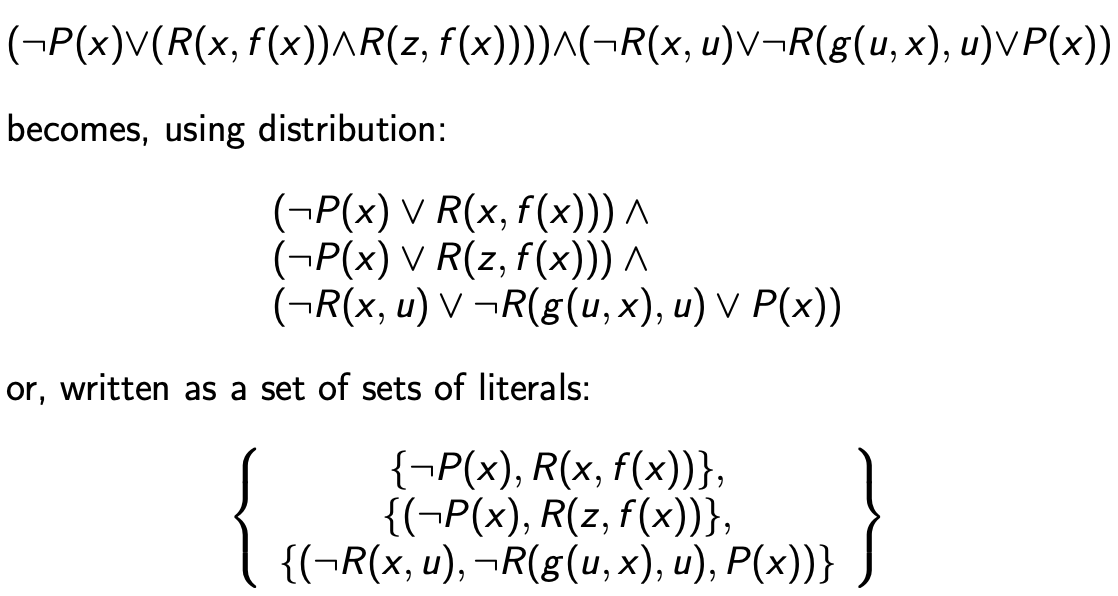 (¬P(x)∨(R(x, f(x))∧R(z, f(x))))∧(¬R(x, u)∨¬R(g(u, x), u)∨P(x))
becomes, using distribution:
(¬P(x) ∨ R(x, f(x))) ∧
(¬P(x) ∨ R(z, f(x))) ∧
(¬R(x, u) ∨ ¬R(g(u, x), u) ∨ P(x))
or, written as a set of sets of literals:
{¬P(x), R(x, f(x))},
{(¬P(x), R(z, f(x))},
{(¬R(x, u), ¬R(g(u, x), u), P(x))}